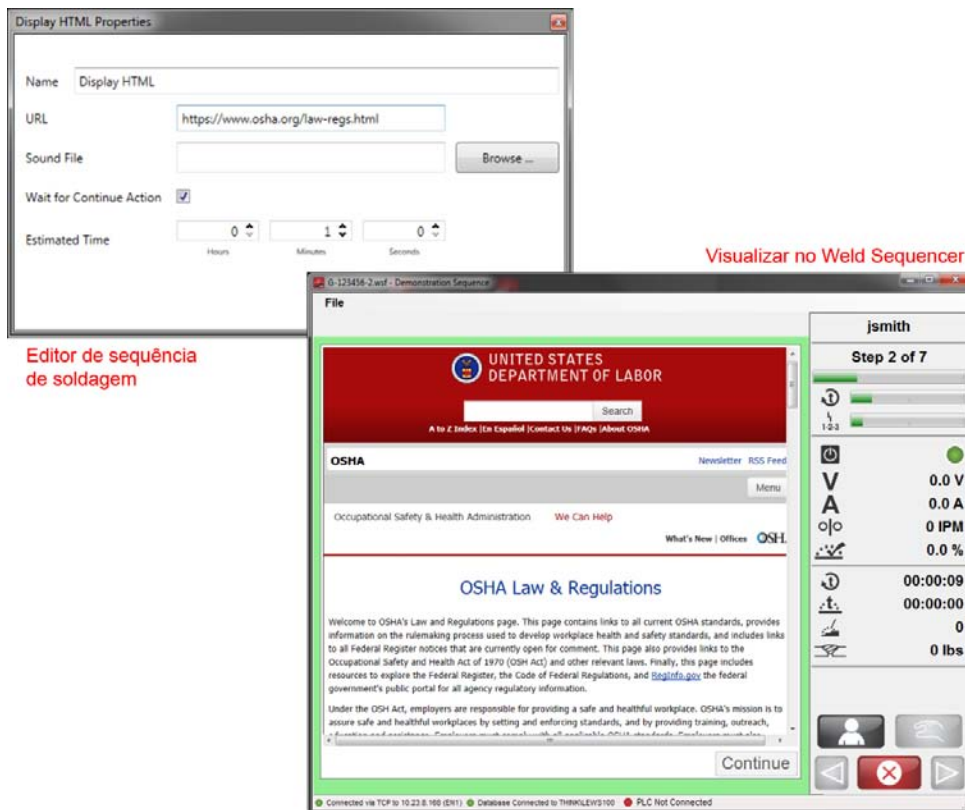 Display HTML Properties
Name Display HTML
URL https://www.osha.org/law-regs.html
Sound File Browse ...
Wait for Continue Action
Estimated Time 0 1 0
Hours Minutes Seconds
Editor de sequência
de soldagem
Visualizar no Weld Sequencer
G-123456-2.wsf - Demonstration Sequence
File
UNITED STATES
DEPARTMENT OF LABOR
Search
A to Z Index |En Español |Contact Us |FAQs |About OSHA
OSHA Newsletter RSS Feed
Menu
Occupational Safety & Health Administration We Can Help
What's New | Offices OSH
OSHA Law & Regulations
Welcome to OSHA's Law and Regulations page. This page contains links to all current OSHA standards, provides
information on the rulemaking process used to develop workplace health and safety standards, and includes links
to all Federal Register notices that are currently open for comment. This page also provides links to the
Occupational Safety and Health Act of 1970 (OSH Act) and other relevant laws. Finally, this page includes
resources to explore the Federal Register, the Code of Federal Regulations, and RegInfo.gov the federal
government's public portal for all agency regulatory information.
Under the OSH Act, employers are responsible for providing a safe and healthful workplace. OSHA's mission is to
assure safe and healthful workplaces by setting and enforcing standards, and by providing training, outreach,
Continue
jsmith
Step 2 of 7
1-2-3
V 0.0 V
A 0.0 A
0 IPM
0.0 %
00:00:09
00:00:00
0
0 lbs
Connected via TCP to 10.23.8.168 (EN1) Database Connected to THINK\LEWS100 PLC Not Connected